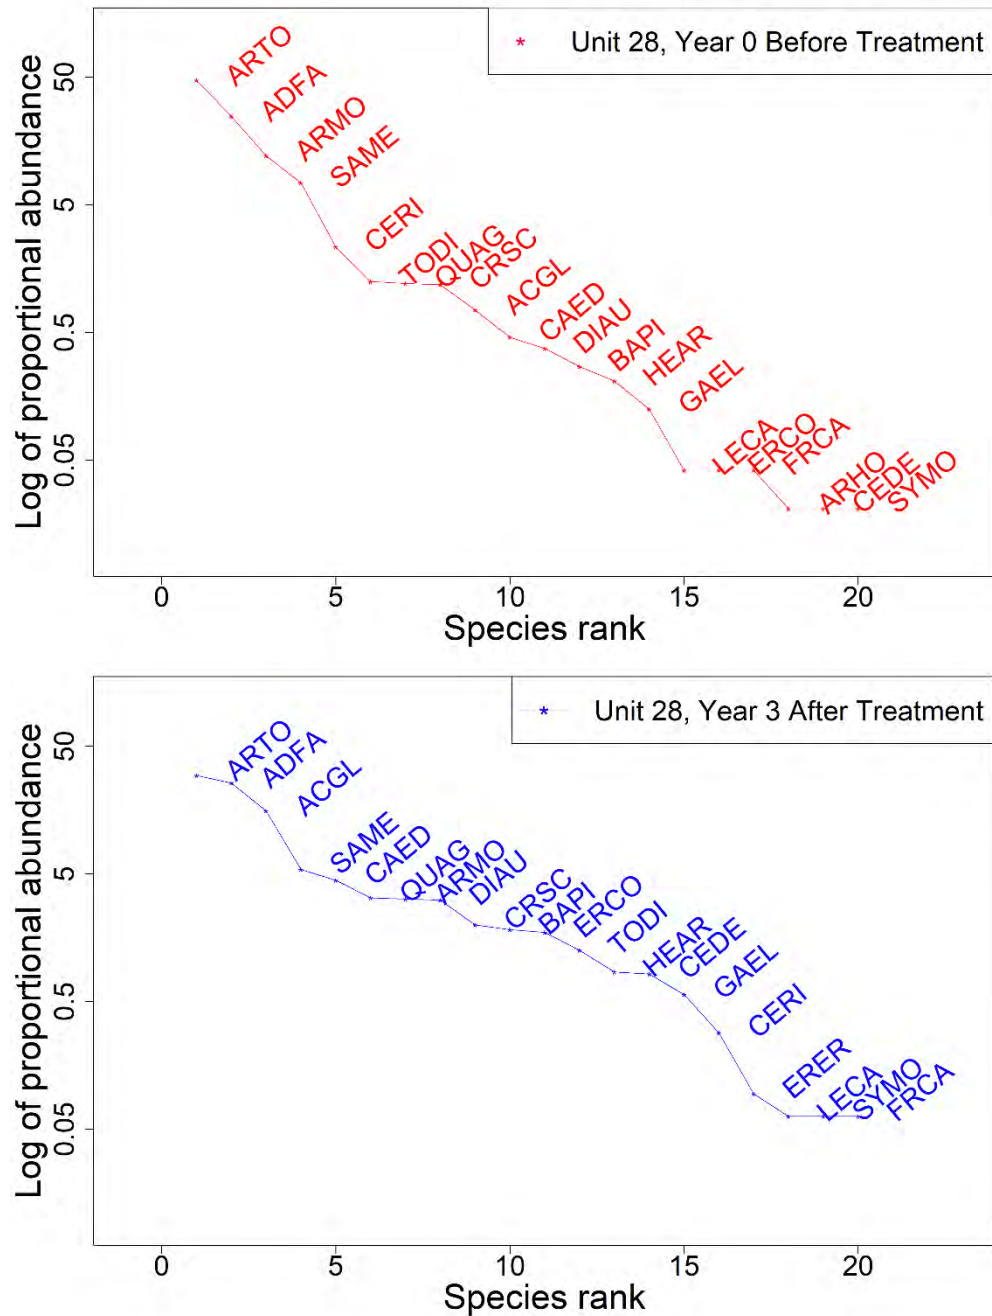 Unit 28, Year 0 Before Treatment
Log of proportional abundance
50
5
0.5
0.05
ARTO
ADFA
ARMO
SAME
CERI
TODI
QUAG
CRSC
ACGL
CAED
DIAU
BAPI
HEAR
GAEL
LECA
ERCO
FRCA
ARHO
CEDE
SYMO
0 5 10 15 20
Species rank
Unit 28, Year 3 After Treatment
Log of proportional abundance
50
5
0.5
0.05
ARTO
ADFA
ACGL
SAME
CAED
QUAG
ARMO
DIAU
CRSC
BAPI
ERCO
TODI
HEAR
CEDE
GAEL
CERI
ERER
LECA
SYMO
FRCA
0 5 10 15 20
Species rank